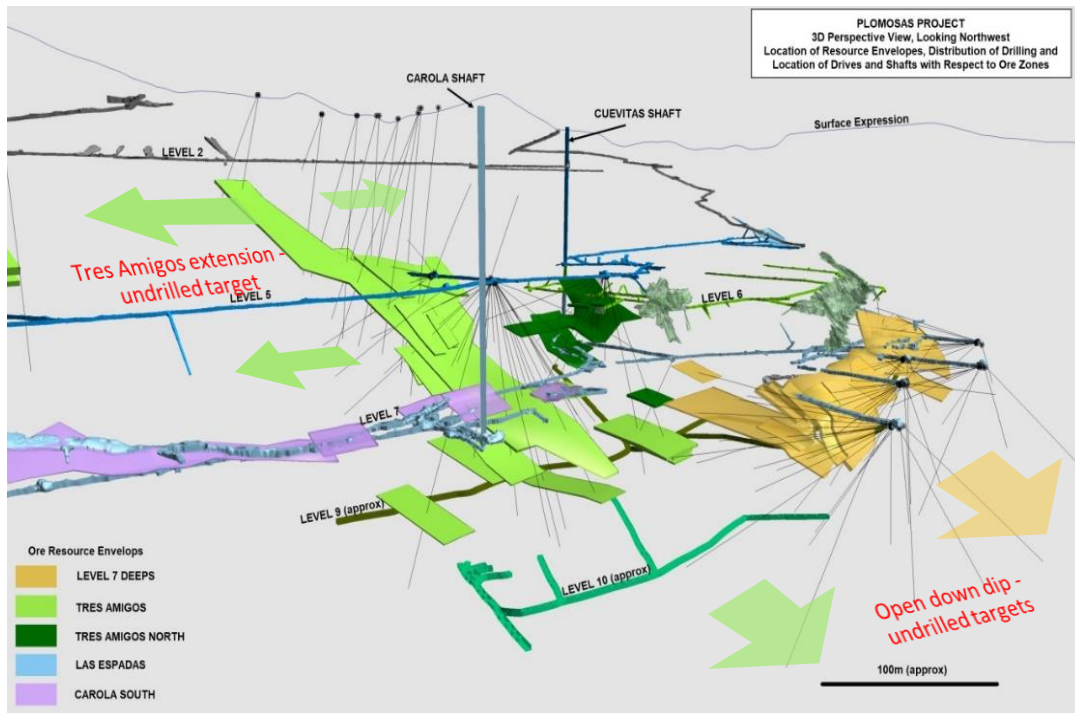 PLOMOSAS PROJECT
3D Perspective View, Looking Northwest
Location of Resource Envelopes, Distribution of Drilling and
Location of Drives and Shafts with Respect to Ore Zones
CAROLA SHAFT
CUEVITAS SHAFT
Surface Expression
LEVEL 2
Tres Amigos extension -
undrilled target
LEVEL 5
LEVEL 6
LEVEL 7
LEVEL 9 (approx)
LEVEL 10 (approx)
Open down dip -
undrilled targets
100m (approx)
Ore Resource Envelops
LEVEL 7 DEEPS
TRES AMIGOS
TRES AMIGOS NORTH
LAS ESPADAS
CAROLA SOUTH